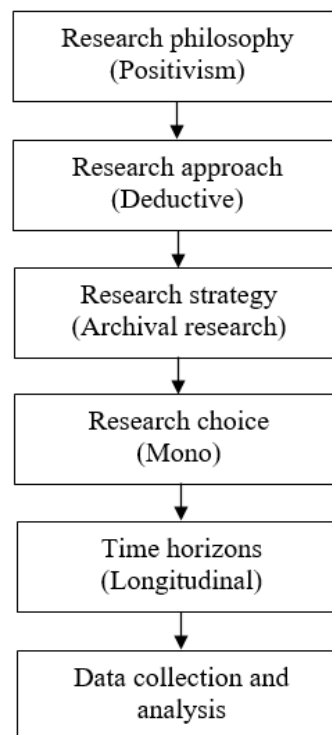 Research philosophy
(Positivism)
Research approach
(Deductive)
Research strategy
(Archival research)
Research choice
(Mono)
Time horizons
(Longitudinal)
Data collection and
analysis